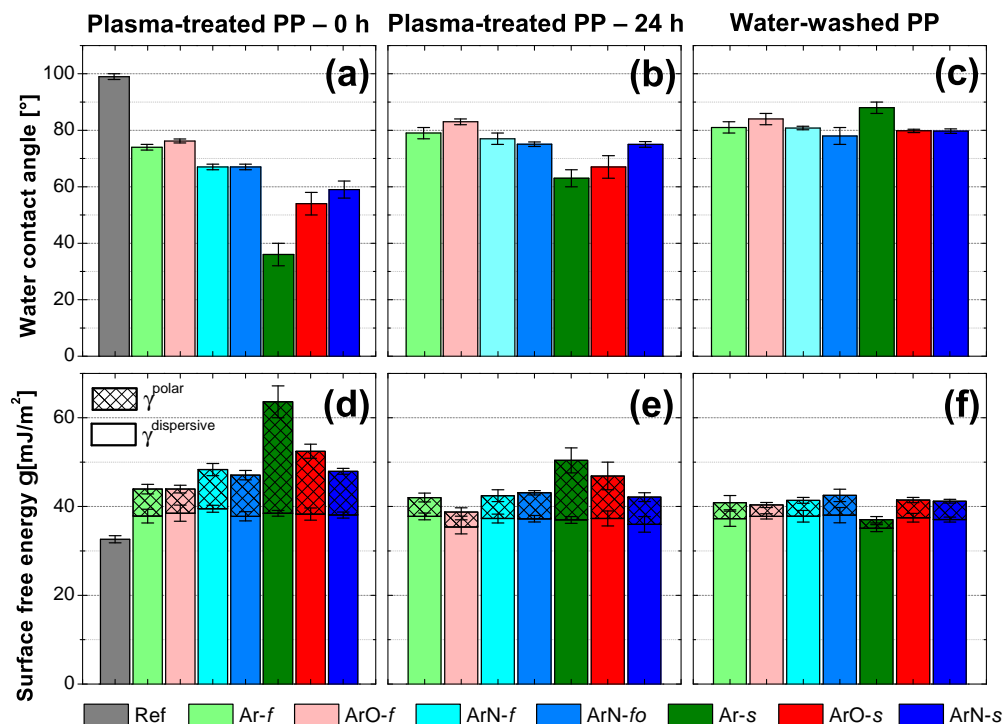 Plasma-treated PP – 0 h
Plasma-treated PP – 24 h
Water-washed PP
Water contact angle [°]
100
80
60
40
20
0
(a)
(b)
(c)
Surface free energy g[mJ/m²]
60
40
20
0
γpolar
γdispersive
(d)
(e)
(f)
Ref
Ar-f
ArO-f
ArN-f
ArN-fo
Ar-s
ArO-s
ArN-s